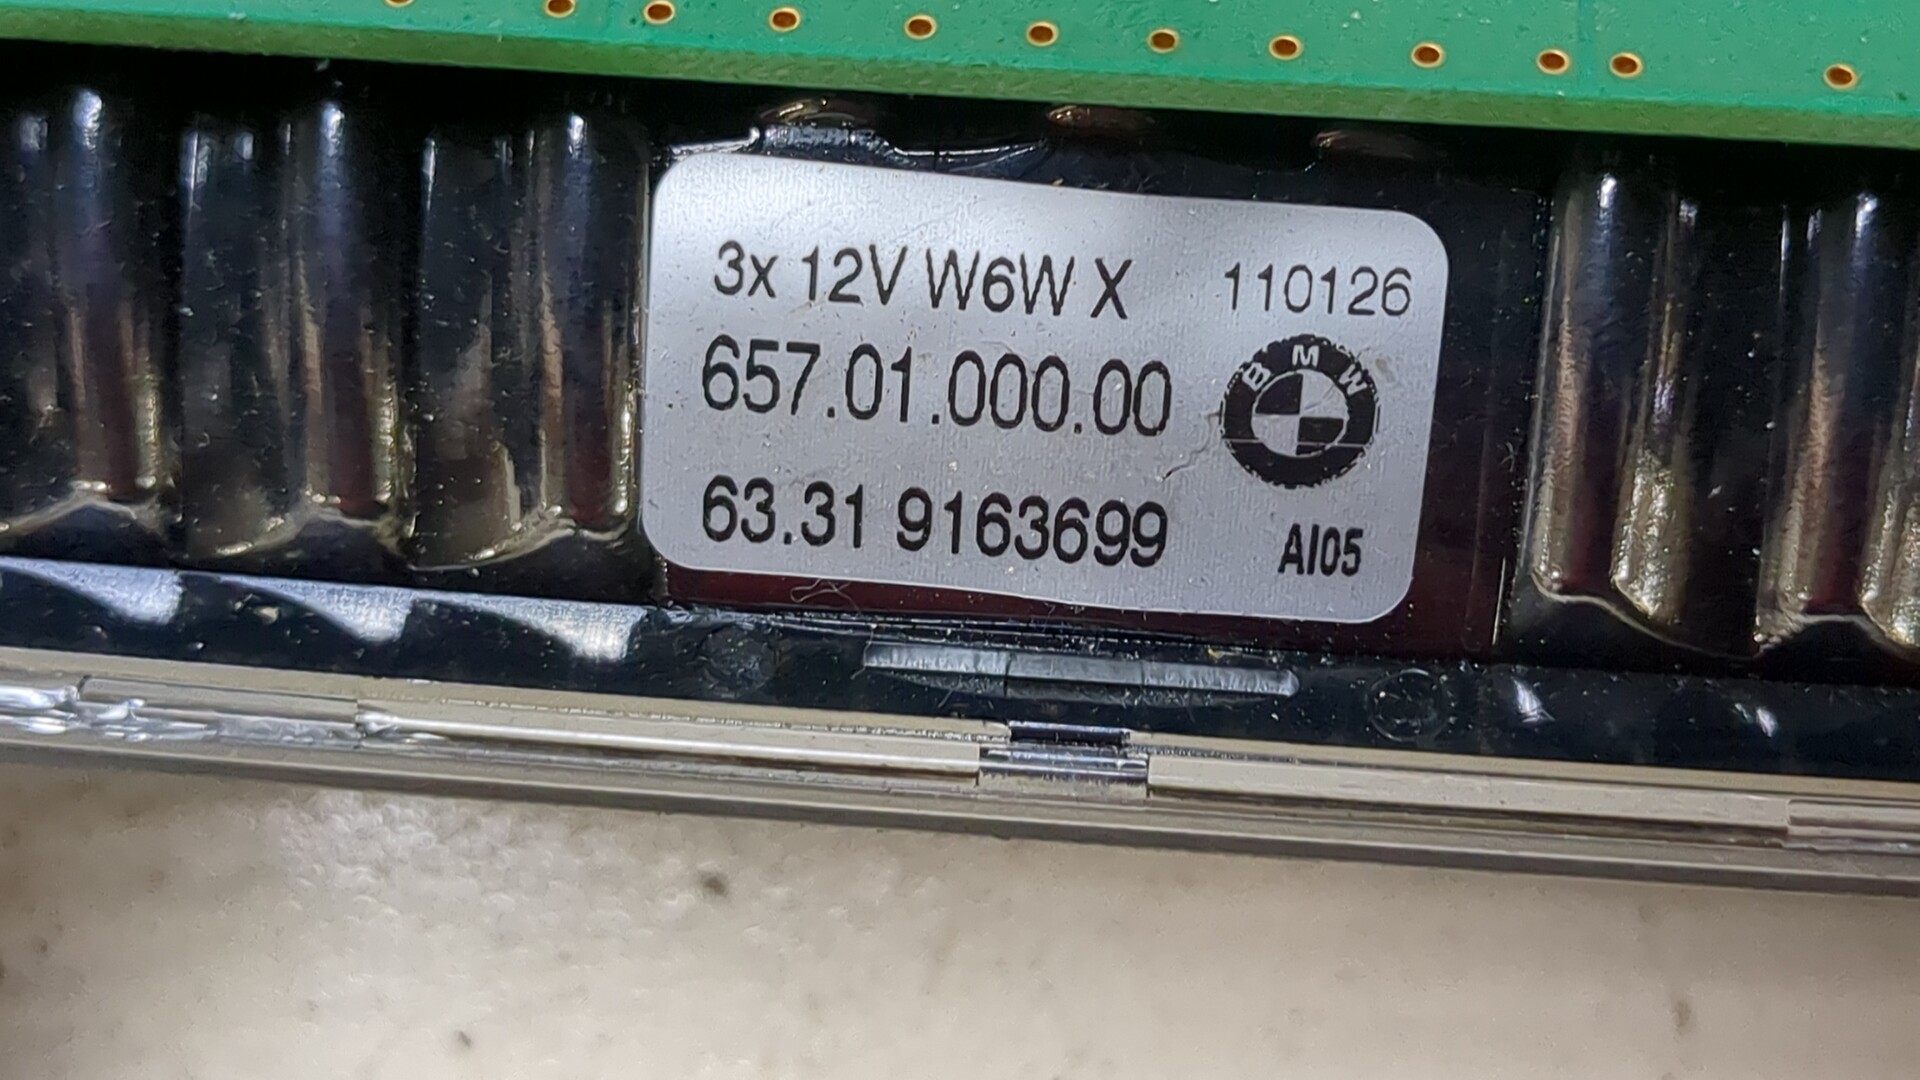 3x 12V W6W X 110126
657.01.000.00
BMW
63.31 9163699
AI05